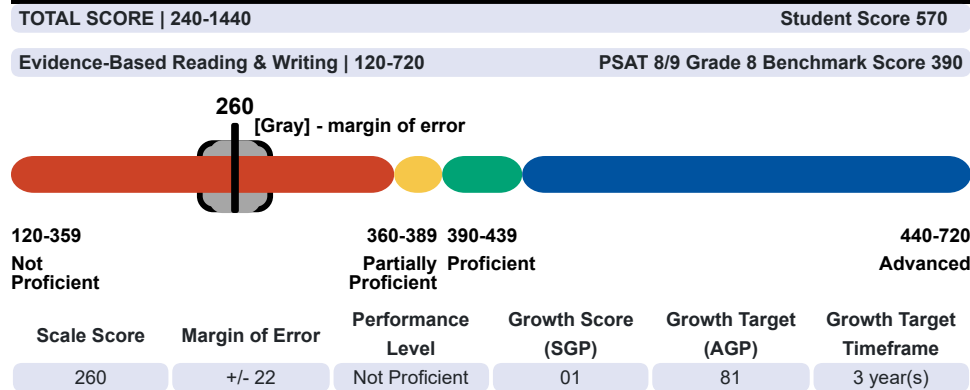 TOTAL SCORE | 240-1440 Student Score 570
Evidence-Based Reading & Writing | 120-720 PSAT 8/9 Grade 8 Benchmark Score 390
260
[Gray] - margin of error
120-359 360-389 390-439 440-720
Not Partially Proficient Advanced
Proficient Proficient
Scale Score Margin of Error Performance Level Growth Score (SGP) Growth Target (AGP) Growth Target Timeframe
260 +/- 22 Not Proficient 01 81 3 year(s)